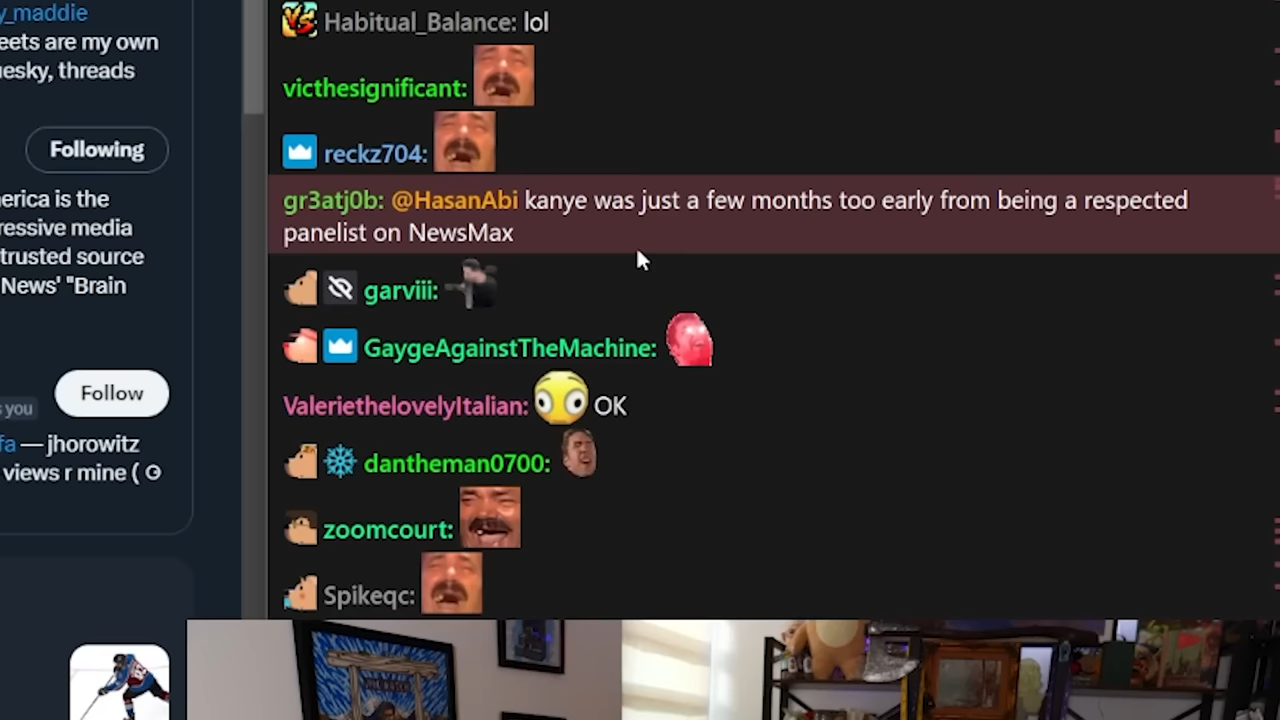 y_maddie
eets are my own
uesky, threads
Following
erica is the
ressive media
trusted source
News' "Brain
Follow
s you
fa — jhorowitz
views r mine (
Habitual_Balance: lol
victhesignificant:
reckz704:
gr3atj0b: @HasanAbi kanye was just a few months too early from being a respected
panelist on NewsMax
garviii:
GaygeAgainstTheMachine:
ValeriethelovelyItalian: OK
dantheman0700:
zoomcourt:
Spikeqc: